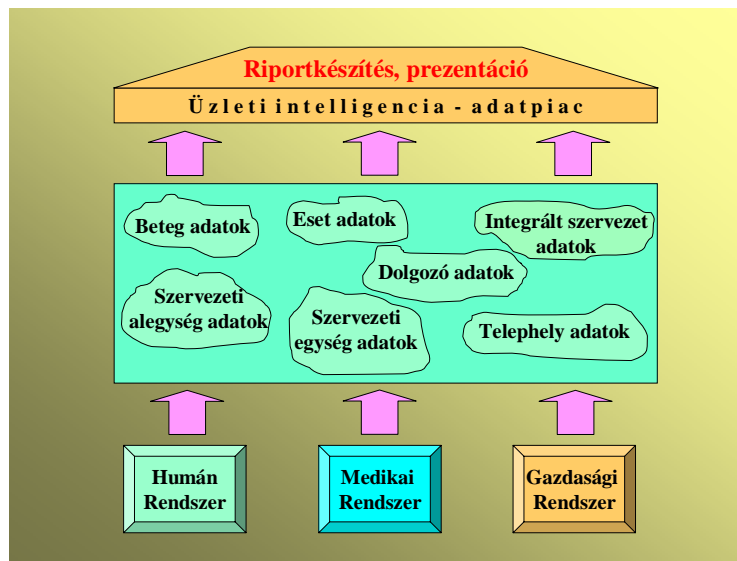 Riportkészítés, prezentáció
Üzleti intelligencia - adatpiac
Beteg adatok
Eset adatok
Integrált szervezet
adatok
Dolgozó adatok
Szervezeti
alegység adatok
Szervezeti
egység adatok
Telephely adatok
Humán
Rendszer
Medikai
Rendszer
Gazdasági
Rendszer